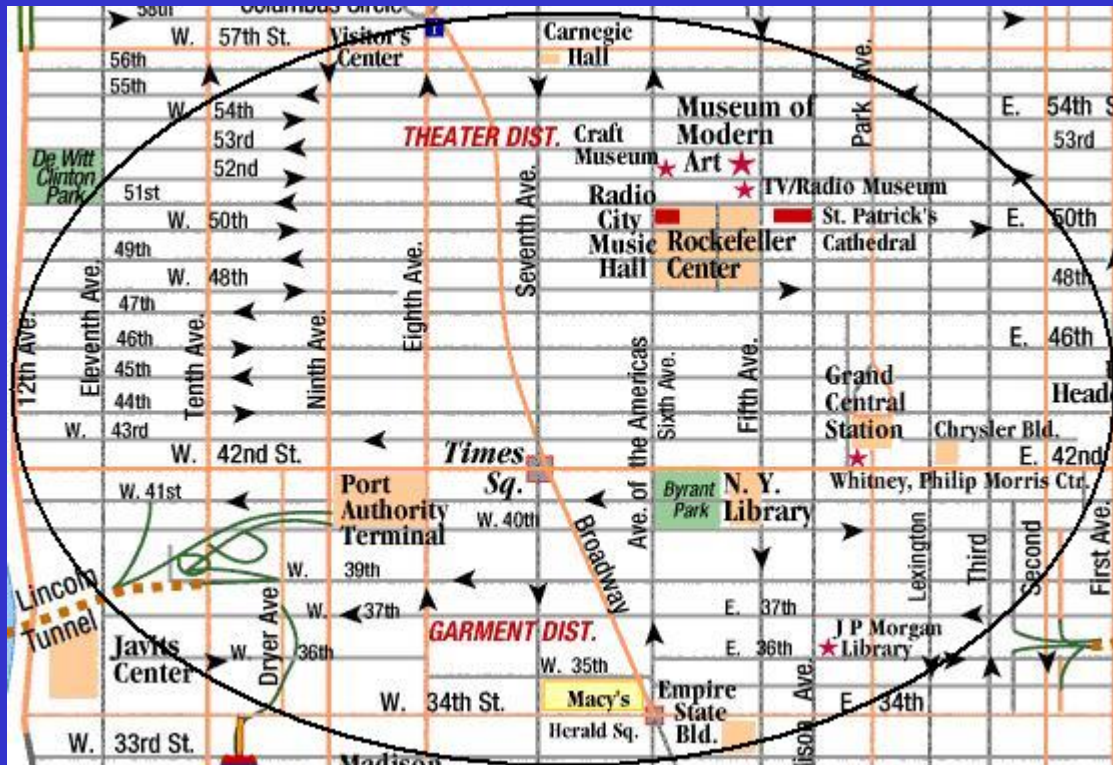 58th
Columbus Circle
W. 57th St.
Visitor's
Center
Carnegie
Hall
56th
55th
W. 54th
53rd
52nd
51st
W. 50th
49th
W. 48th
47th
46th
45th
44th
W. 43rd
W. 42nd St.
W. 41st
De Witt
Clinton
Park
THEATER DIST.
Craft
Museum
Museum of
Modern
Art
TV/Radio Museum
Radio
City
Music
Hall
Rockefeller
Center
St. Patrick's
Cathedral
Park Ave.
E. 54th S
53rd
E. 50th
48th
E. 46th
12th Ave.
Eleventh Ave.
Tenth Ave.
Ninth Ave.
Eighth Ave.
Seventh Ave.
Ave. of the Americas
Sixth Ave.
Fifth Ave.
Grand
Central
Station
Head
Chrysler Bld.
E. 42nd
Whitney, Philip Morris Ctr.
Times
Sq.
Port
Authority
Terminal
W. 40th
Byrant
Park
N. Y.
Library
Broadway
Lexington
Third
Second
First Ave.
Lincoln
Tunnel
W. 39th
W. 37th
E. 37th
Dryer Ave
GARMENT DIST.
Javits
Center
W. 36th
E. 36th
J P Morgan
Library
W. 35th
W. 34th St.
Macy's
Empire
State
Bld.
E. 34th
Herald Sq.
W. 33rd St.
Madison